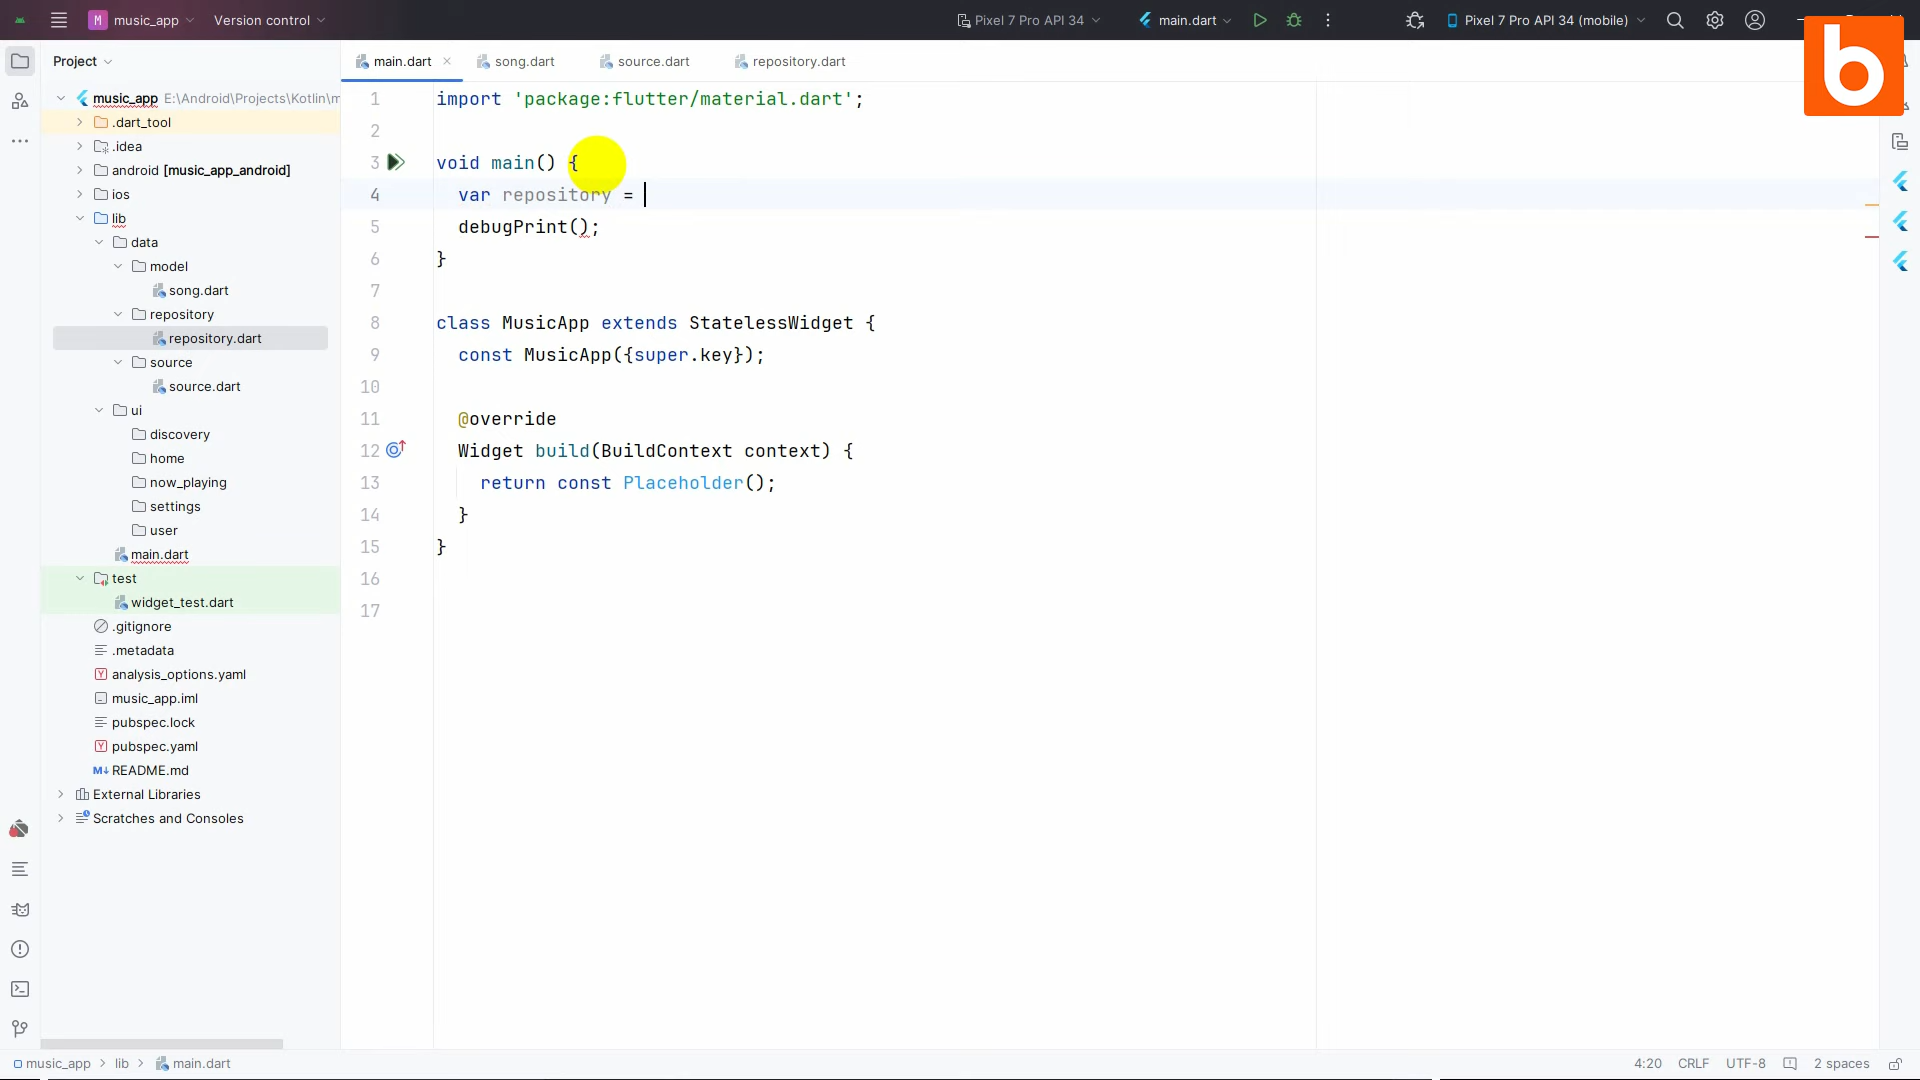 M music_app Version control Pixel 7 Pro API 34 main.dart Pixel 7 Pro API 34 (mobile)
b
Project
main.dart song.dart source.dart repository.dart
music_app E:\Android\Projects\Kotlin\m
.dart_tool
.idea
android [music_app_android]
ios
lib
data
model
song.dart
repository
repository.dart
source
source.dart
ui
discovery
home
now_playing
settings
user
main.dart
test
widget_test.dart
.gitignore
.metadata
analysis_options.yaml
music_app.iml
pubspec.lock
pubspec.yaml
README.md
External Libraries
Scratches and Consoles
1 import 'package:flutter/material.dart';
2
3 void main() {
4 var repository =
5 debugPrint();
6 }
7
8 class MusicApp extends StatelessWidget {
9 const MusicApp({super.key});
10
11 @override
12 Widget build(BuildContext context) {
13 return const Placeholder();
14 }
15 }
16
17
music_app > lib > main.dart 4:20 CRLF UTF-8 2 spaces